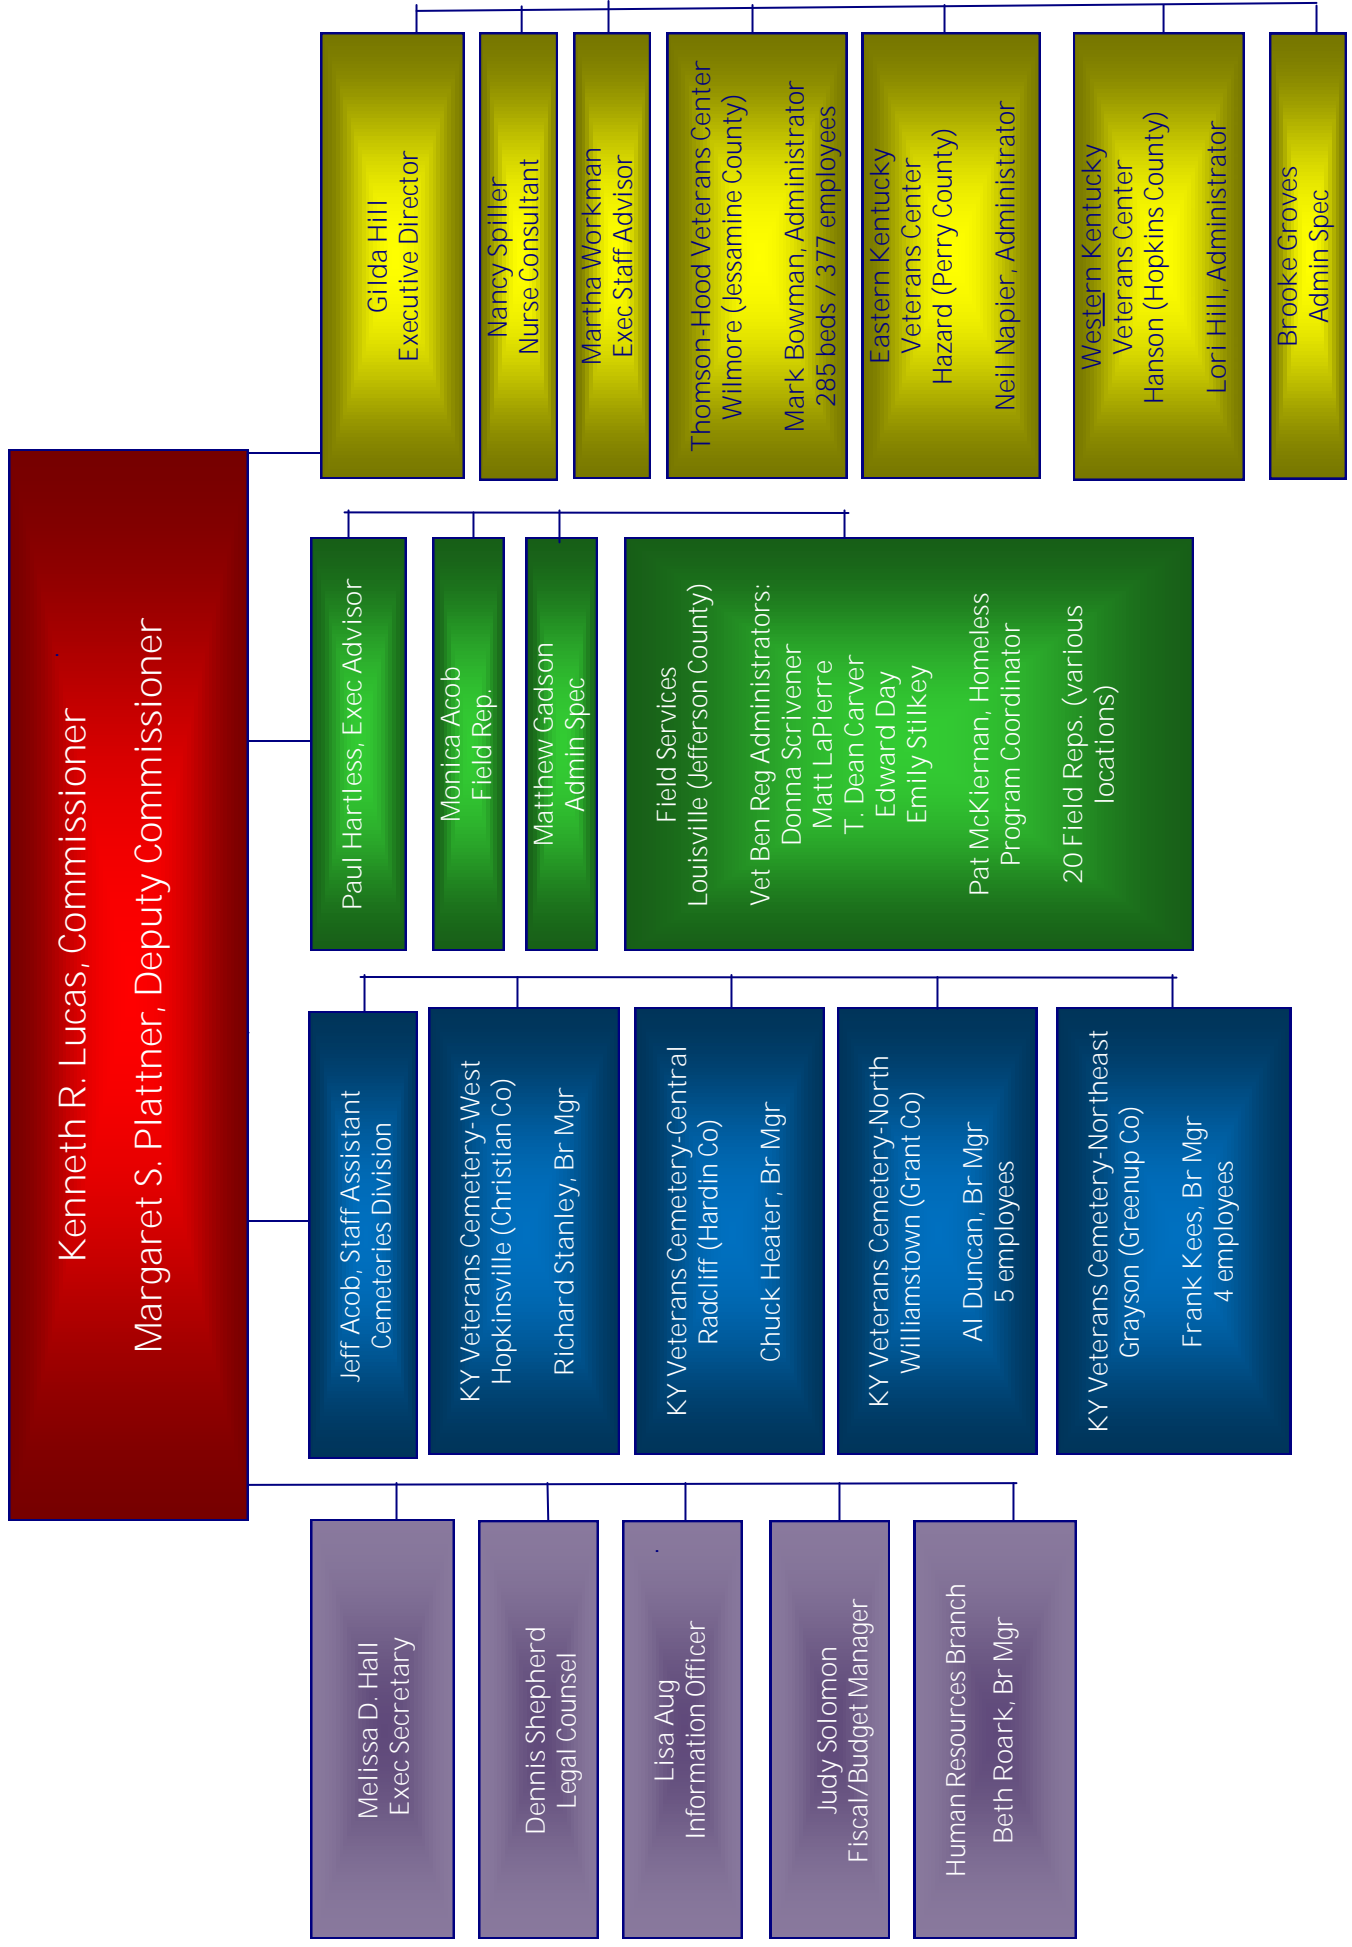 Kenneth R. Lucas, Commissioner
Margaret S. Plattner, Deputy Commissioner
Melissa D. Hall
Exec Secretary
Dennis Shepherd
Legal Counsel
Lisa Aug
Information Officer
Judy Solomon
Fiscal/Budget Manager
Human Resources Branch
Beth Roark, Br Mgr
Jeff Acob, Staff Assistant
Cemeteries Division
KY Veterans Cemetery-West
Hopkinsville (Christian Co)
Richard Stanley, Br Mgr
KY Veterans Cemetery-Central
Radcliff (Hardin Co)
Chuck Heater, Br Mgr
KY Veterans Cemetery-North
Williamstown (Grant Co)
Al Duncan, Br Mgr
5 employees
KY Veterans Cemetery-Northeast
Grayson (Greenup Co)
Frank Kees, Br Mgr
4 employees
Paul Hartless, Exec Advisor
Monica Acob
Field Rep.
Matthew Gadson
Admin Spec
Field Services
Louisville (Jefferson County)
Vet Ben Reg Administrators:
Donna Scrivener
Matt LaPierre
T. Dean Carver
Edward Day
Emily Stilkey
Pat McKiernan, Homeless
Program Coordinator
20 Field Reps. (various
locations)
Gilda Hill
Executive Director
Nancy Spiller
Nurse Consultant
Martha Workman
Exec Staff Advisor
Thomson-Hood Veterans Center
Wilmore (Jessamine County)
Mark Bowman, Administrator
285 beds / 377 employees
Eastern Kentucky
Veterans Center
Hazard (Perry County)
Neil Napier, Administrator
Western Kentucky
Veterans Center
Hanson (Hopkins County)
Lori Hill, Administrator
Brooke Groves
Admin Spec